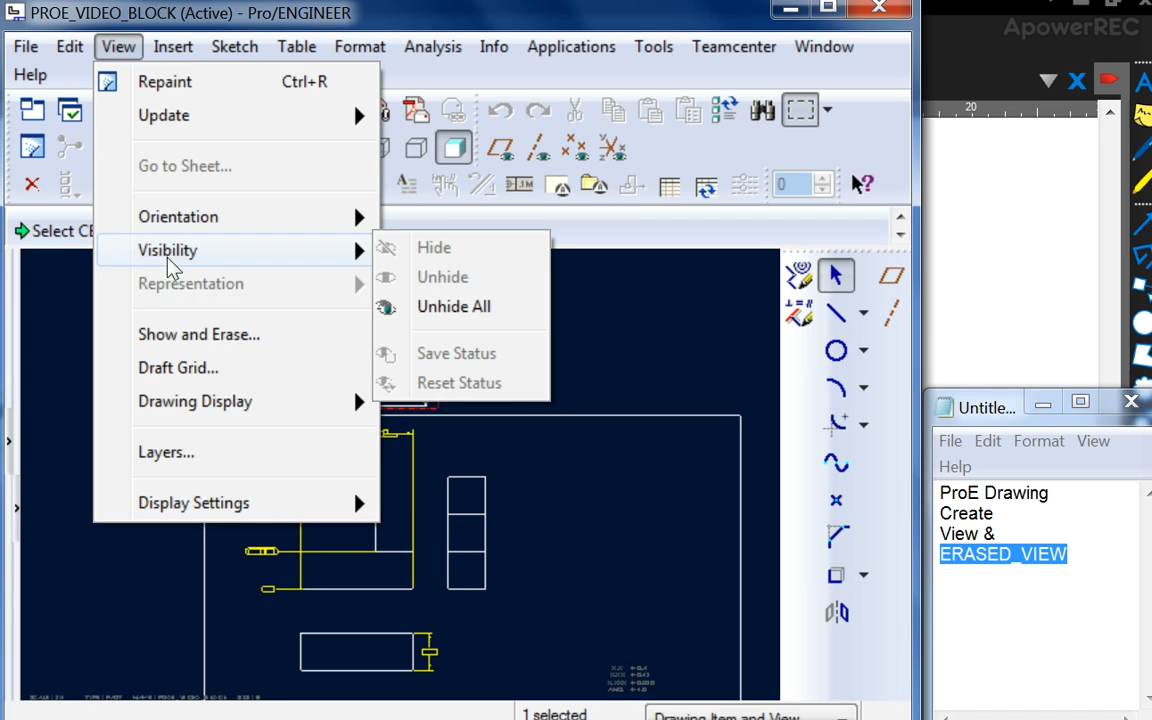 PROE_VIDEO_BLOCK (Active) - Pro/ENGINEER
ApowerREC
File Edit View Insert Sketch Table Format Analysis Info Applications Tools Teamcenter Window
Help
Repaint Ctrl+R
Update
Go to Sheet...
Orientation
Visibility
Representation
Show and Erase...
Draft Grid...
Drawing Display
Layers...
Display Settings
Hide
Unhide
Unhide All
Save Status
Reset Status
0
Select
20
Untitle...
File Edit Format View
Help
ProE Drawing
Create
View &
ERASED_VIEW
1 selected
Drawing Item and View